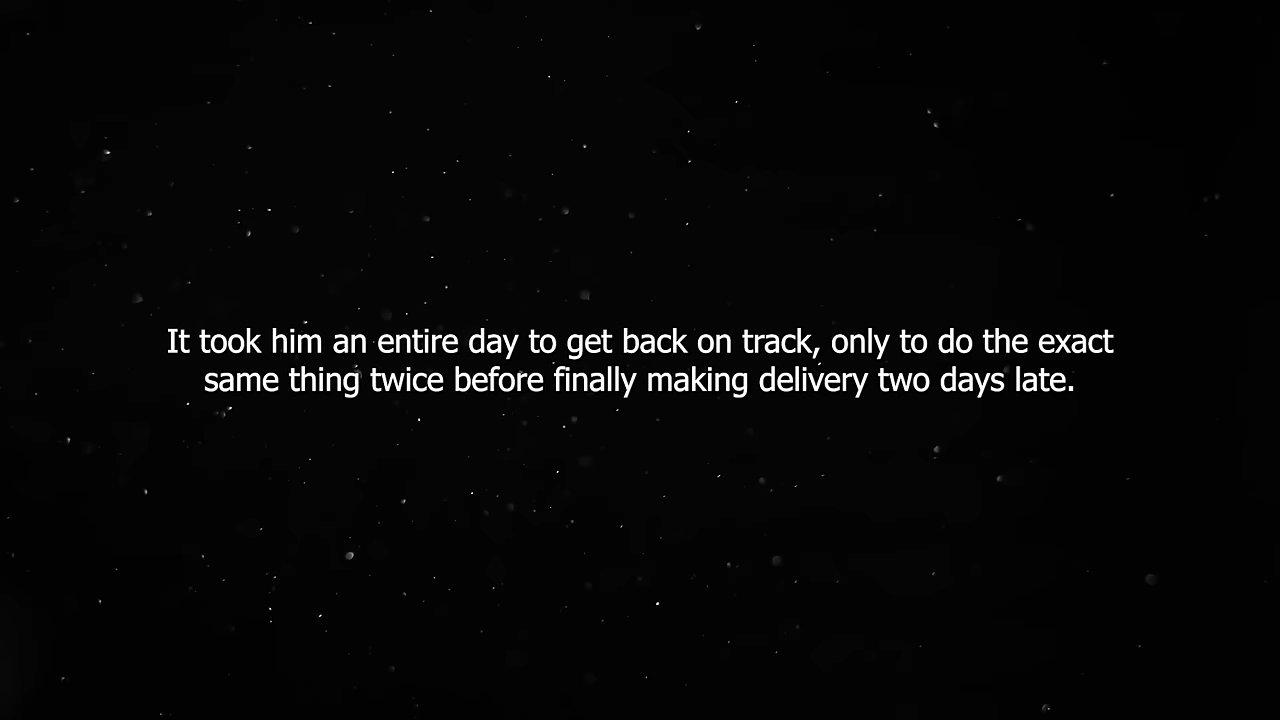 It took him an entire day to get back on track, only to do the exact
same thing twice before finally making delivery two days late.